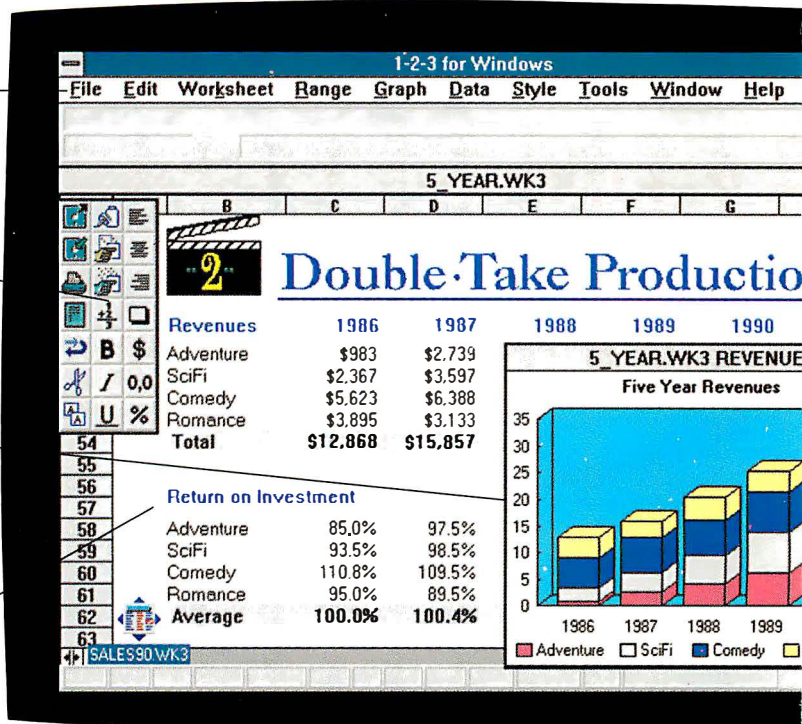 1-2-3 for Windows
File Edit Worksheet Range Graph Data Style Tools Window Help
5_YEAR.WK3
B C D E F G
2
Double·Take Productio
Revenues 1986 1987 1988 1989 1990
Adventure $983 $2,739
SciFi $2,367 $3,597
Comedy $5,623 $6,388
Romance $3,895 $3,133
54 Total $12,868 $15,857
55
56
Return on Investment
57
58 Adventure 85.0% 97.5%
59 SciFi 93.5% 98.5%
60 Comedy 110.8% 109.5%
61 Romance 95.0% 89.5%
62 Average 100.0% 100.4%
63
SALES90.WK3
B $
I 0,0
U %
5_YEAR.WK3 REVENUE
Five Year Revenues
35
30
25
20
15
10
5
0
1986 1987 1988 1989
Adventure SciFi Comedy